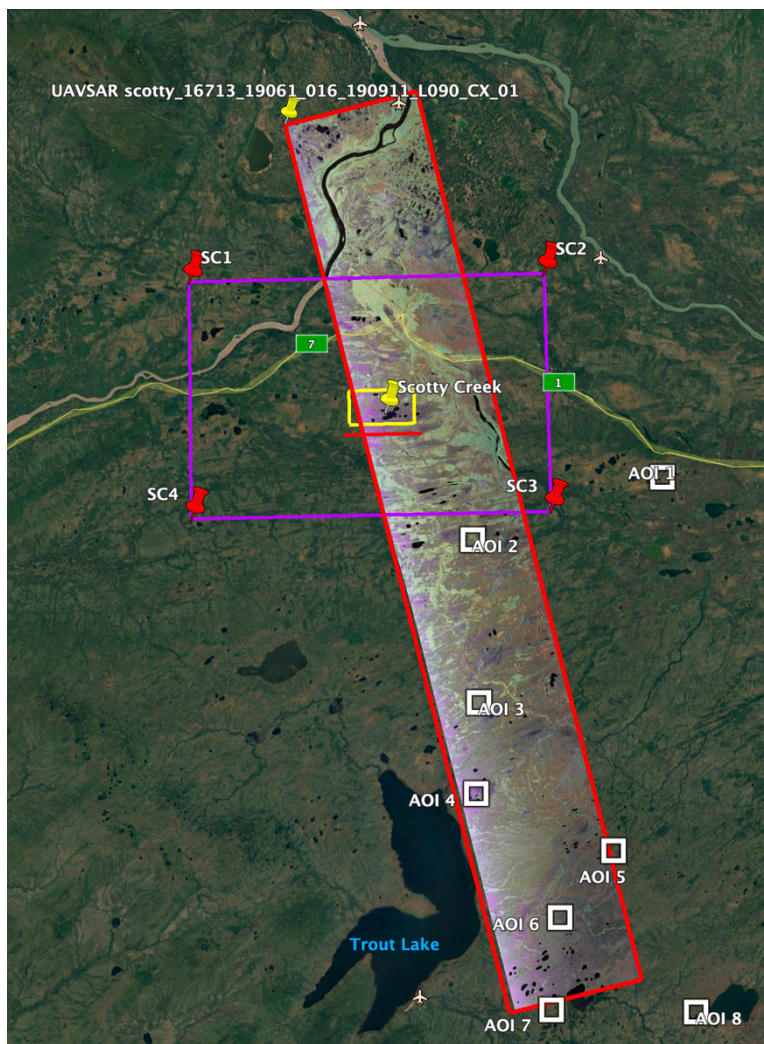 UAVSAR scotty_16713_19061_016_190911_L090_CX_01
SC2
SC1
7
1
Scotty Creek
AOI 1
SC3
SC4
AOI 2
AOI 3
AOI 4
AOI 5
AOI 6
Trout Lake
AOI 7
AOI 8